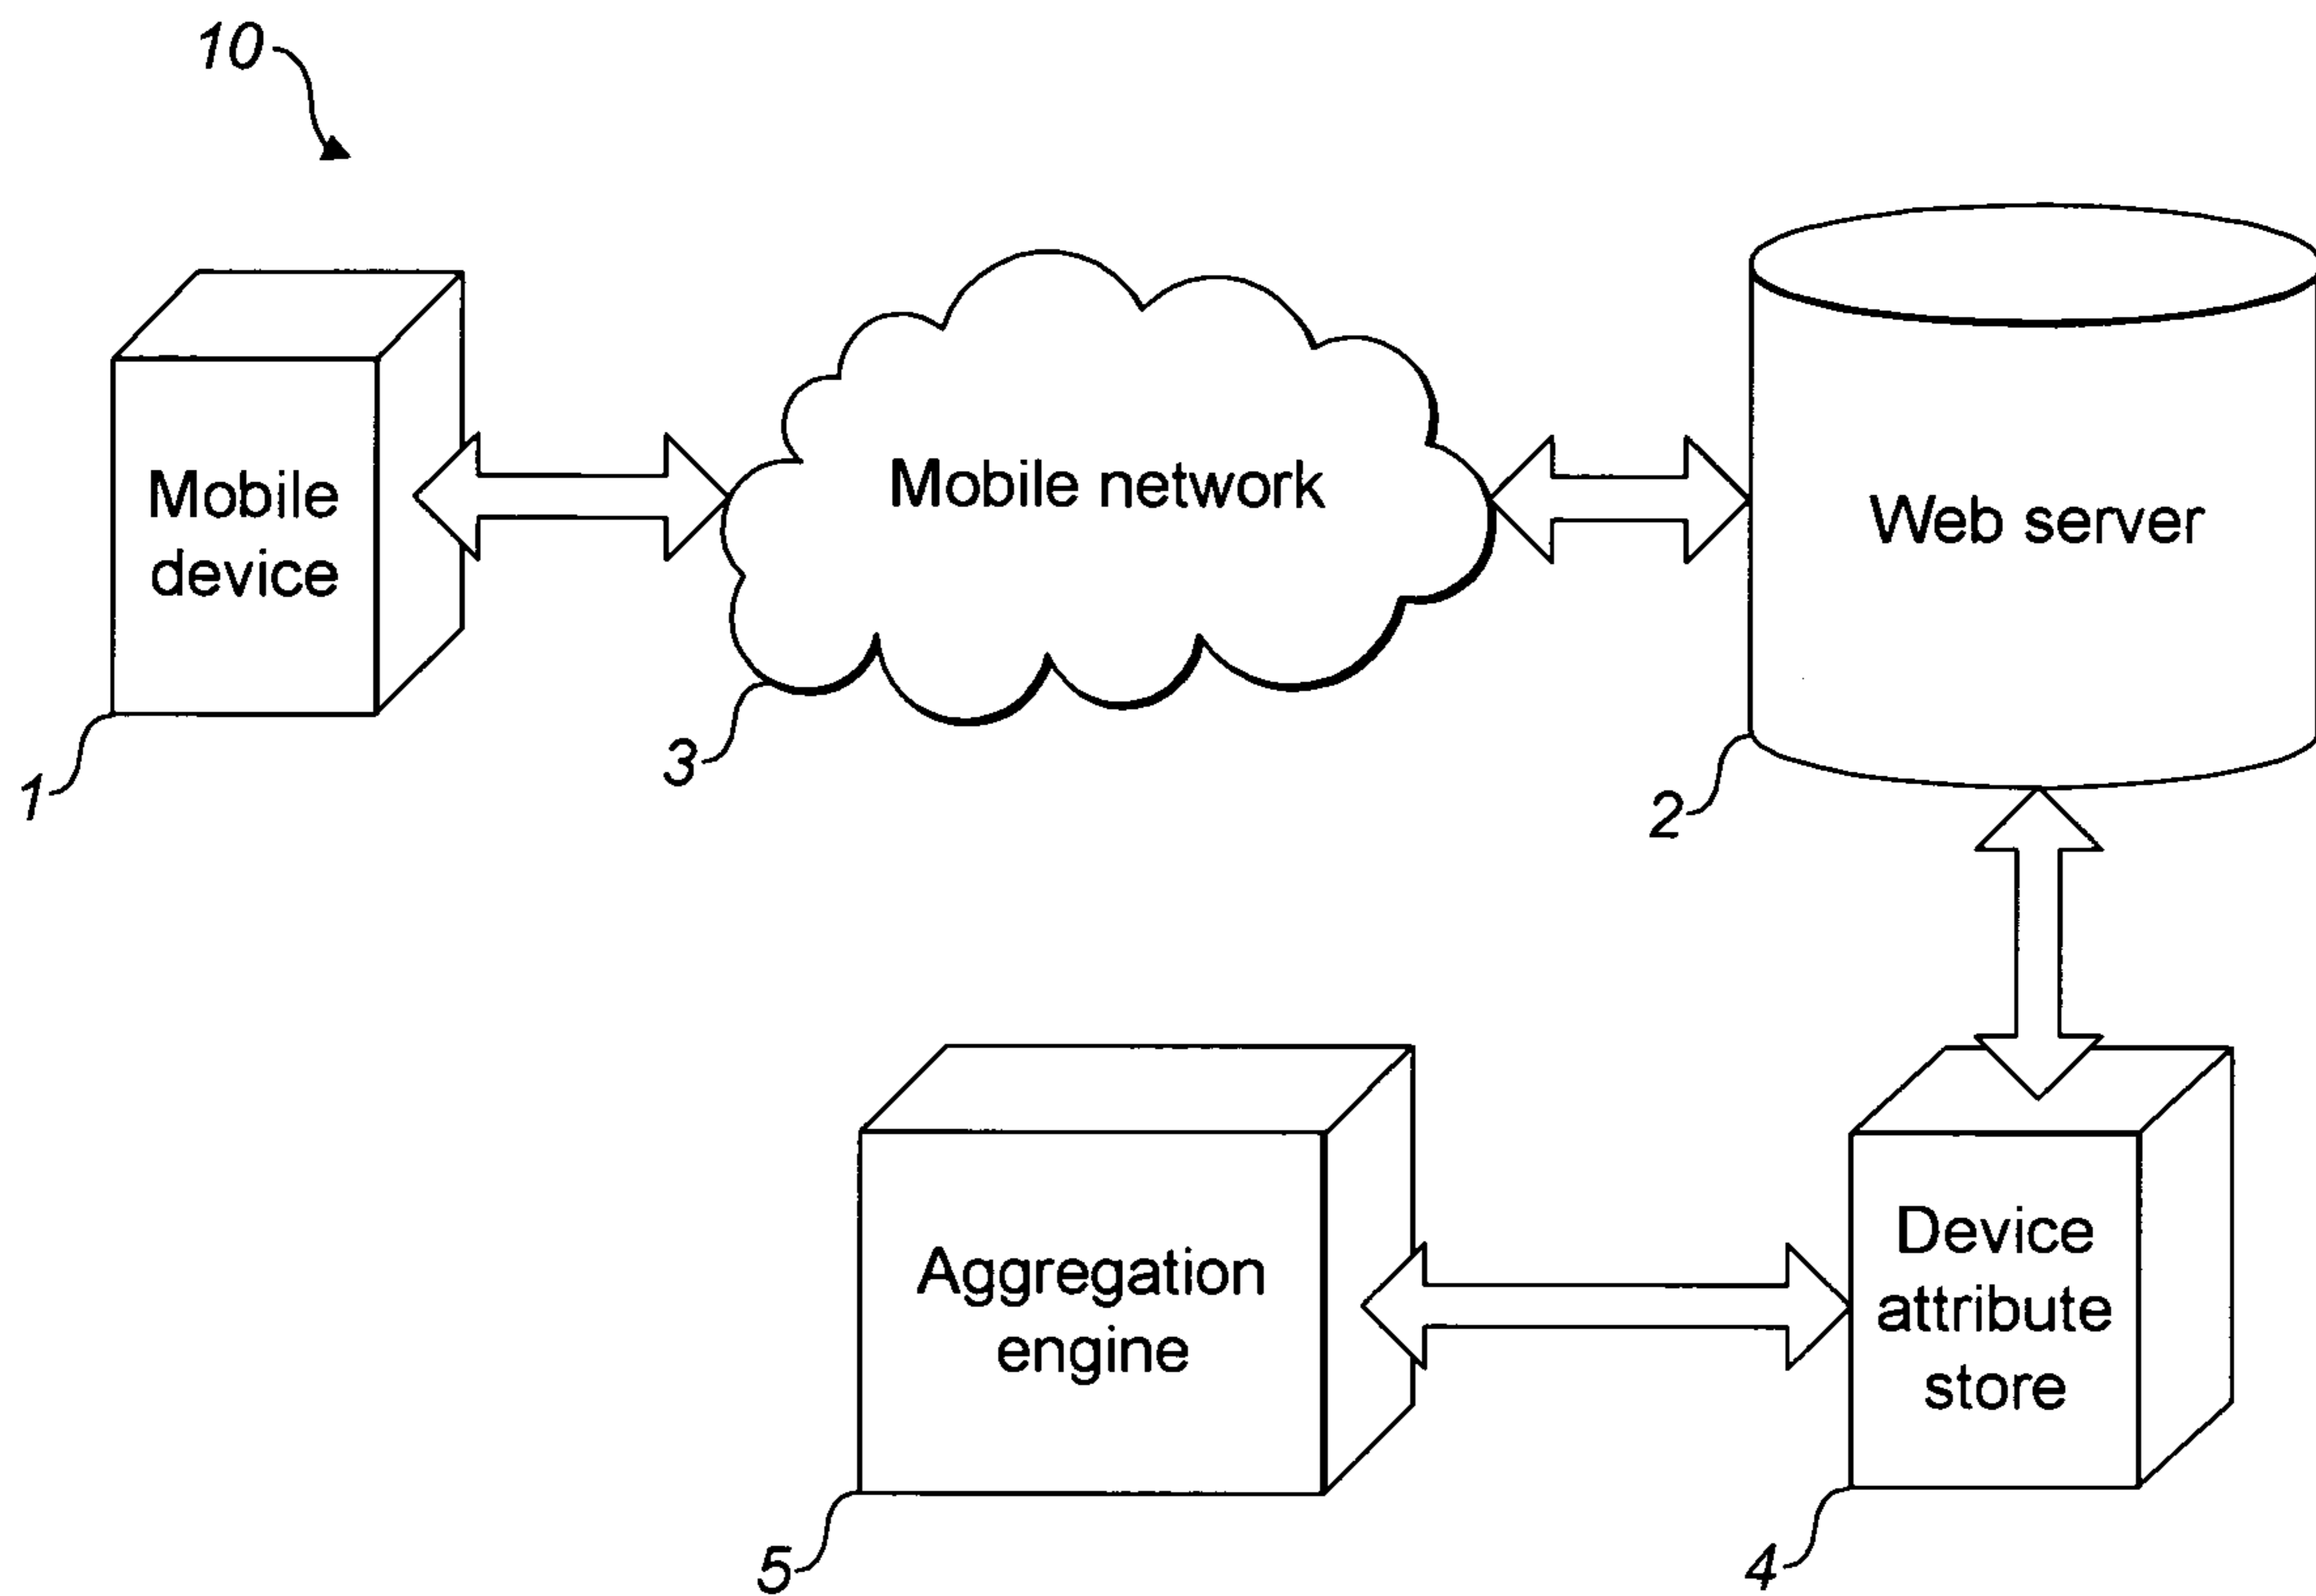 10
Mobile
device
Mobile network
Web server
1
3
2
Aggregation
engine
Device
attribute
store
5
4